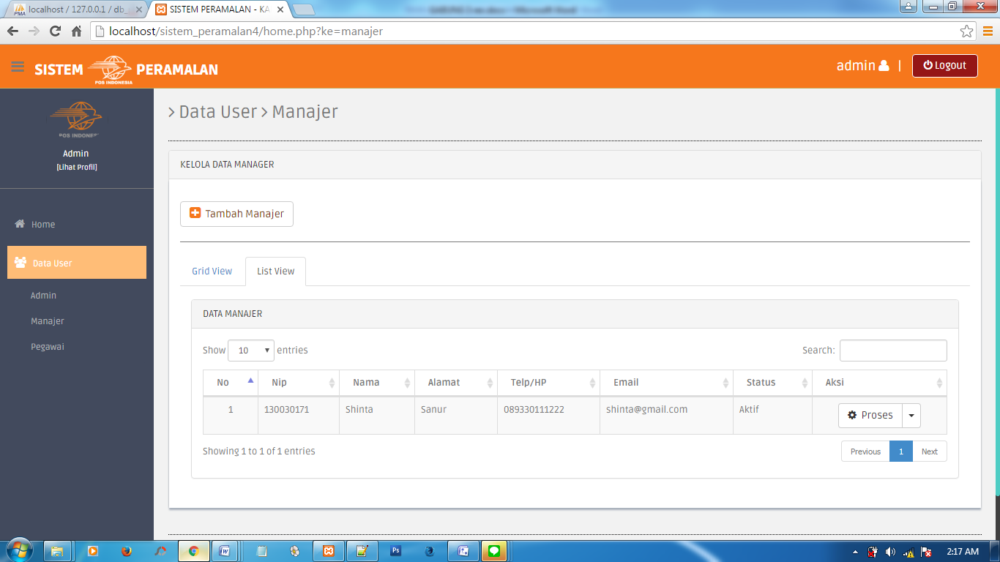 localhost / 127.0.0.1 / db_
SISTEM PERAMALAN - KA
localhost/sistem_peramalan4/home.php?ke=manajer
SISTEM POS INDONESIA PERAMALAN
admin |
Logout
POS INDONE
Admin
[Lihat Profil]
Home
Data User
Admin
Manajer
Pegawai
> Data User > Manajer
KELOLA DATA MANAGER
Tambah Manajer
Grid View
List View
DATA MANAJER
Show 10 entries
Search:
No Nip Nama Alamat Telp/HP Email Status Aksi
1 130030171 Shinta Sanur 089330111222 shinta@gmail.com Aktif Proses
Showing 1 to 1 of 1 entries
Previous 1 Next
2:17 AM